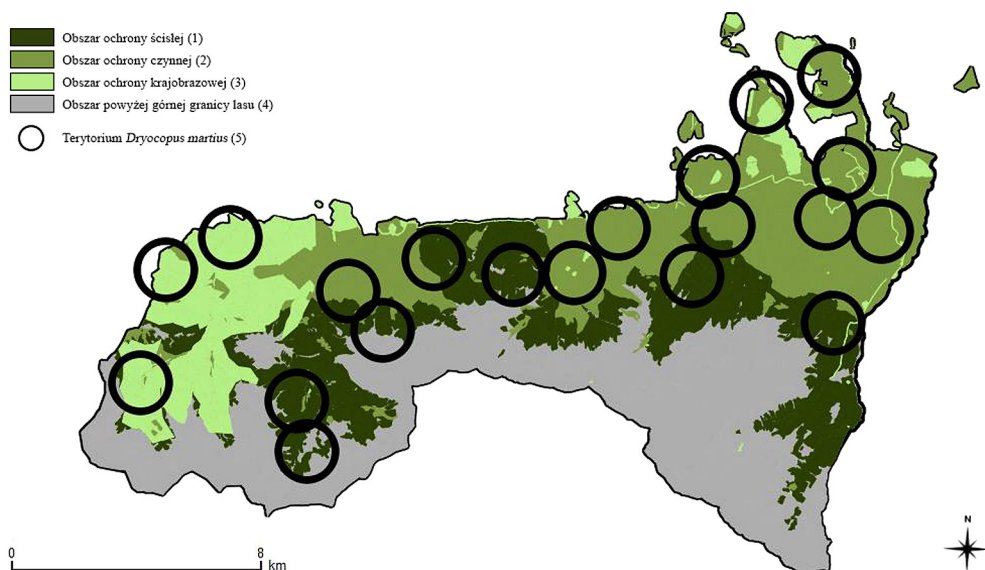 Obszar ochrony ścisłej (1)
Obszar ochrony czynnej (2)
Obszar ochrony krajobrazowej (3)
Obszar powyżej górnej granicy lasu (4)
Terytorium Dryocopus martius (5)
N
0 8
km